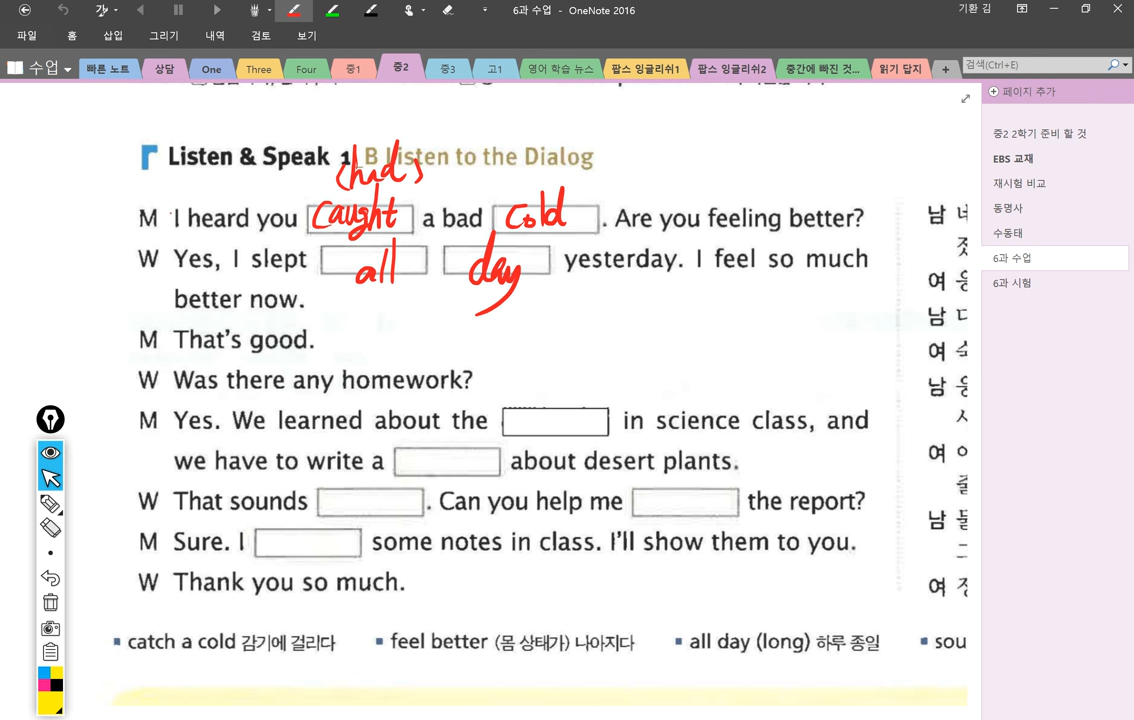 6과 수업 - OneNote 2016
기환 김
파일 홈 삽입 그리기 내역 검토 보기
수업 빠른 노트 상담 One Three Four 중1 중2 중3 고1 영어 학습 뉴스 팝스 잉글리쉬1 팝스 잉글리쉬2 중간에 빠진 것... 읽기 답지 + 검색(Ctrl+E)
페이지 추가
중2 2학기 준비 할 것
EBS 교재
재시험 비교
동명사
수동태
6과 수업
6과 시험
Listen & Speak 1 B Listen to the Dialog
(had)
M I heard you caught a bad cold. Are you feeling better?
W Yes, I slept all day yesterday. I feel so much
better now.
M That's good.
W Was there any homework?
M Yes. We learned about the in science class, and
we have to write a about desert plants.
W That sounds . Can you help me the report?
M Sure. I some notes in class. I'll show them to you.
W Thank you so much.
남
여
남
여
남
여
남
여
▪ catch a cold 감기에 걸리다 ▪ feel better (몸 상태가) 나아지다 ▪ all day (long) 하루 종일 ▪ sou